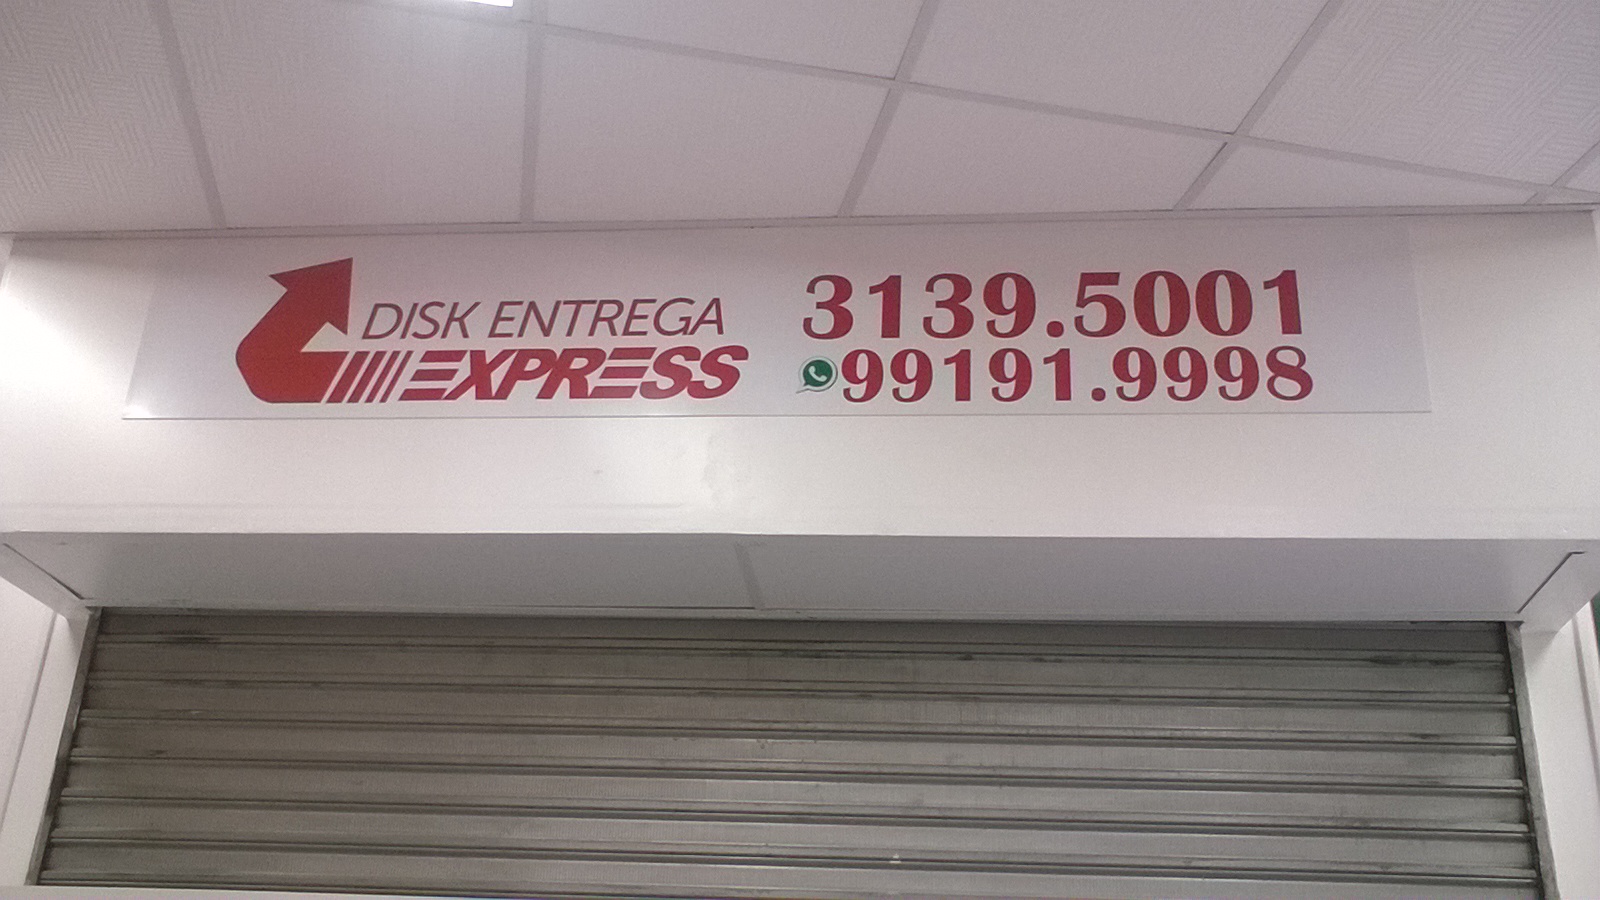 DISK ENTREGA
EXPRESS
3139.5001
99191.9998